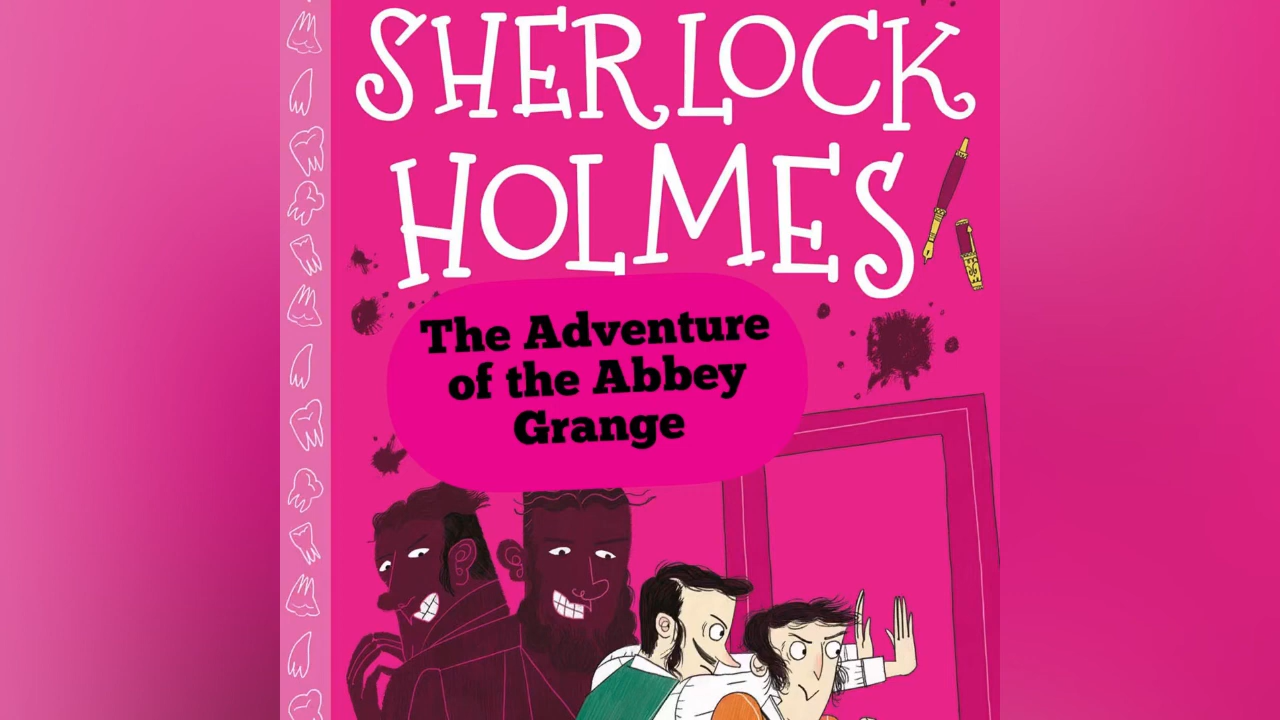 SHERLOCK
HOLMES
The Adventure
of the Abbey
Grange